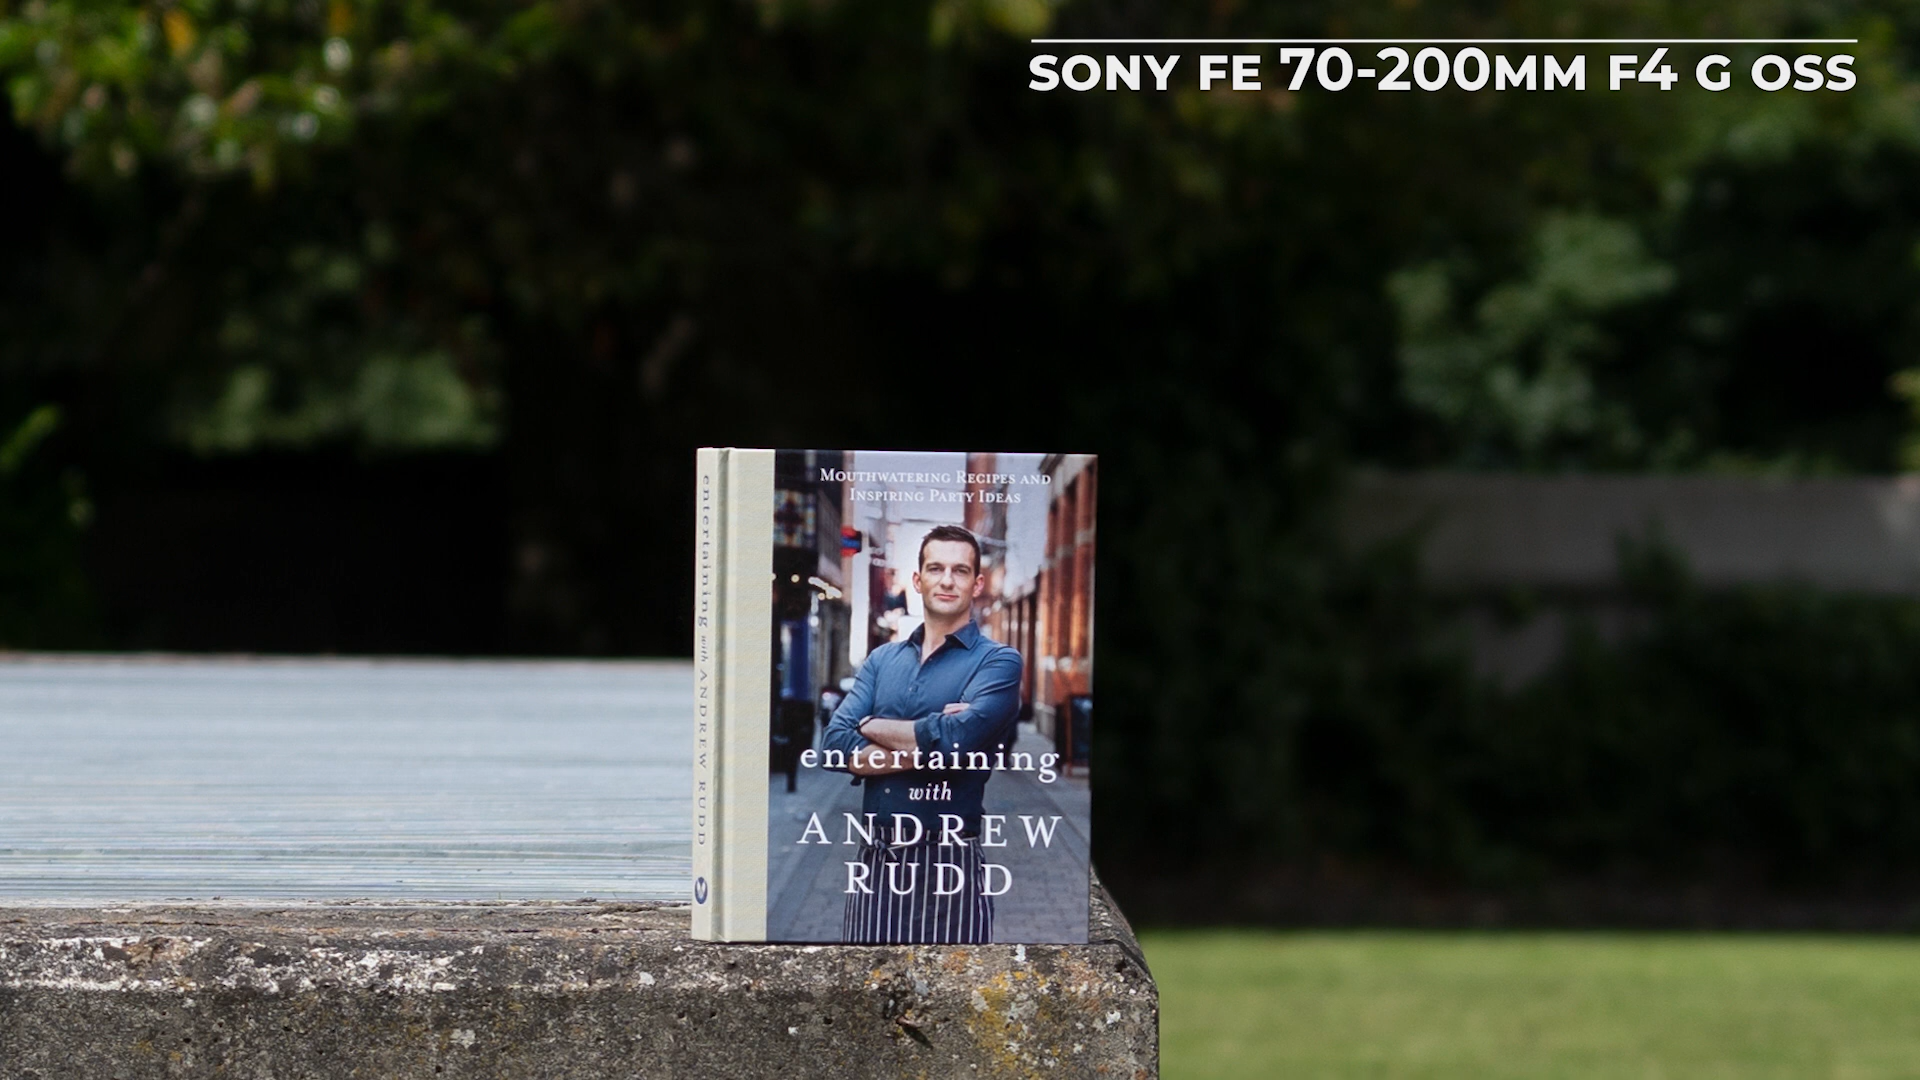 SONY FE 70-200MM F4 G OSS
MOUTHWATERING RECIPES AND
INSPIRING PARTY IDEAS
entertaining
with
ANDREW
RUDD
entertaining with ANDREW RUDD